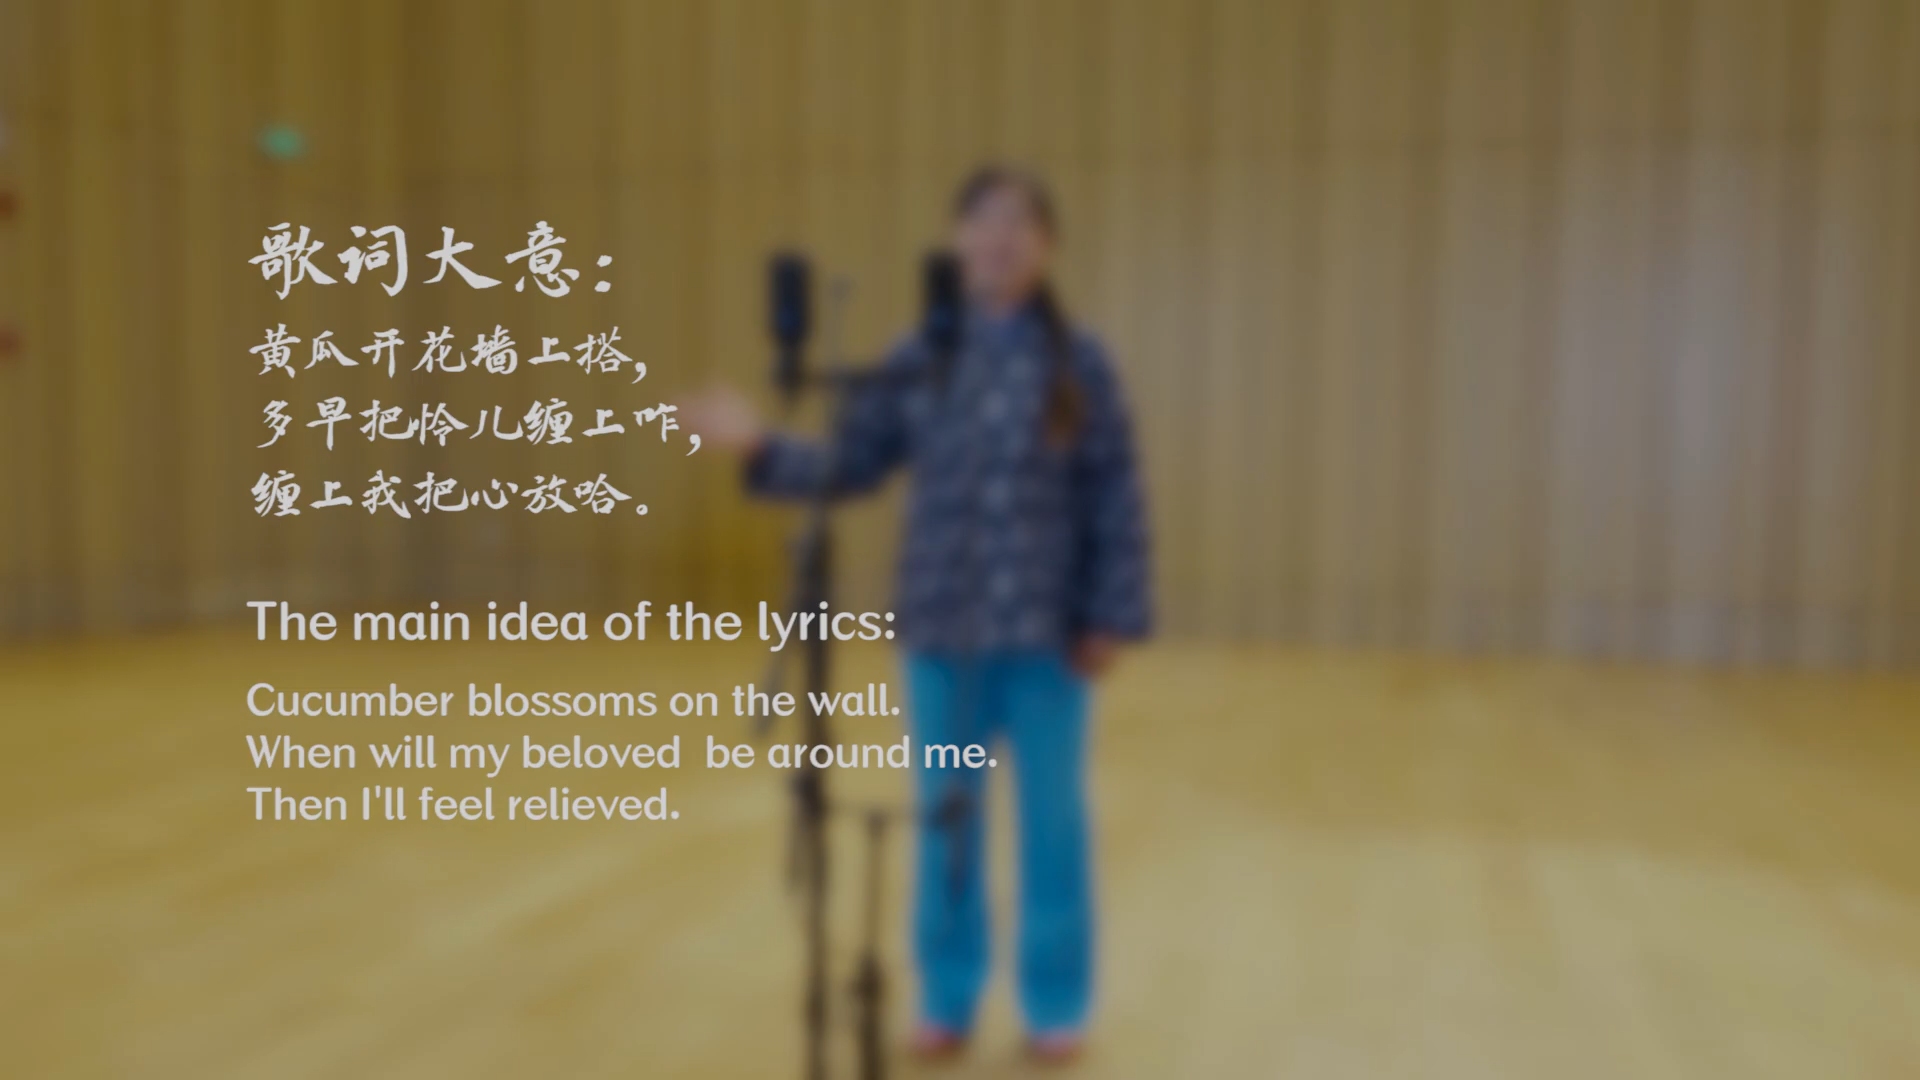 歌词大意：
黄瓜开花墙上搭，
多早把怜儿缠上咋，
缠上我把心放哈。
The main idea of the lyrics:
Cucumber blossoms on the wall.
When will my beloved  be around me.
Then I'll feel relieved.